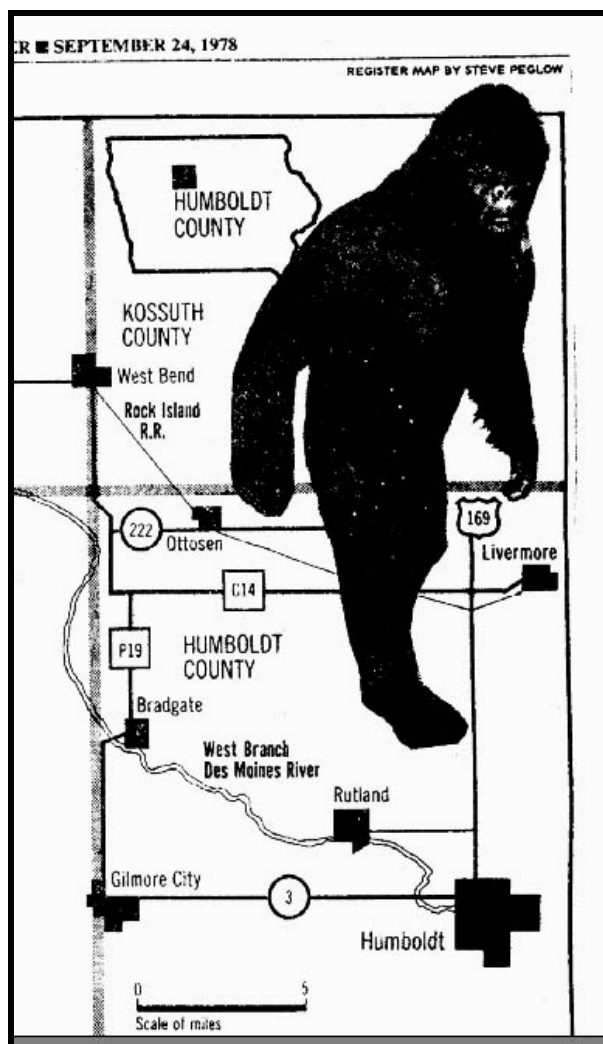 ER ■ SEPTEMBER 24, 1978
REGISTER MAP BY STEVE PEGLOW
HUMBOLDT
COUNTY
KOSSUTH
COUNTY
West Bend
Rock Island
R.R.
222
Ottosen
169
Livermore
C14
P19
HUMBOLDT
COUNTY
Bradgate
West Branch
Des Moines River
Rutland
Gilmore City
3
Humboldt
0 5
Scale of miles